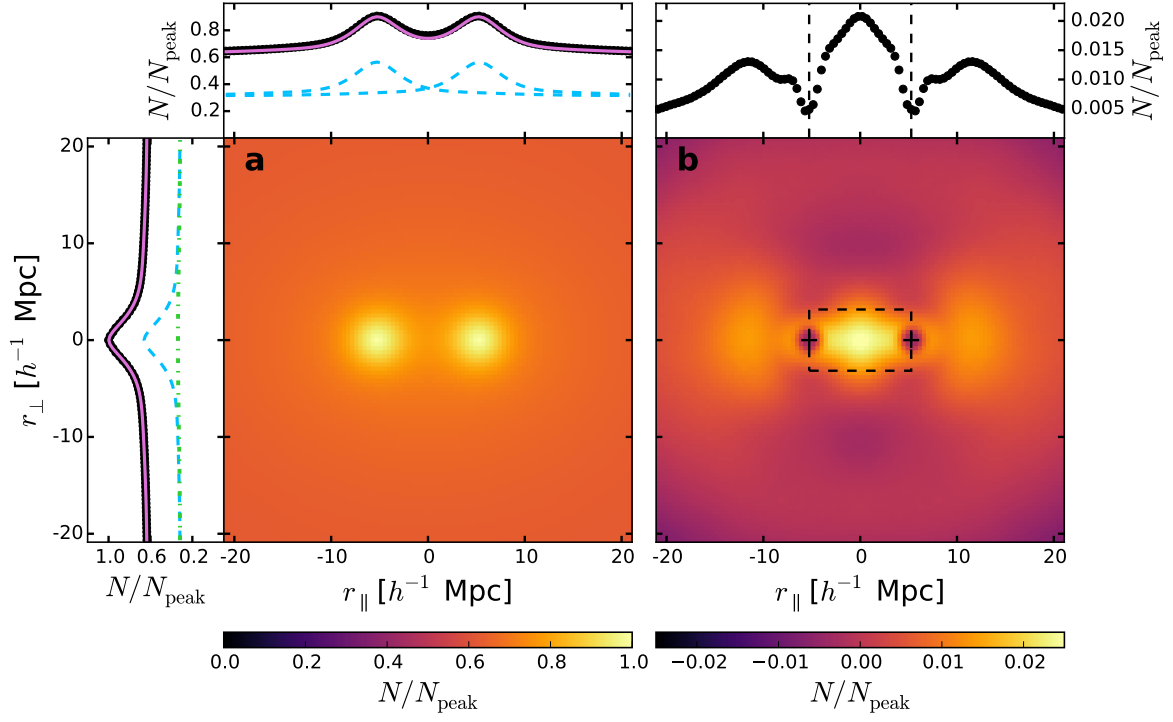 0.8
0.6
0.4
0.2
N/N_peak
0.020
0.015
0.010
0.005
N/N_peak
a
b
20
10
0
-10
-20
r_⊥ [h⁻¹ Mpc]
1.0 0.6 0.2
N/N_peak
-20 -10 0 10 20
r_∥ [h⁻¹ Mpc]
-20 -10 0 10 20
r_∥ [h⁻¹ Mpc]
0.0 0.2 0.4 0.6 0.8 1.0
N/N_peak
−0.02 −0.01 0.00 0.01 0.02
N/N_peak